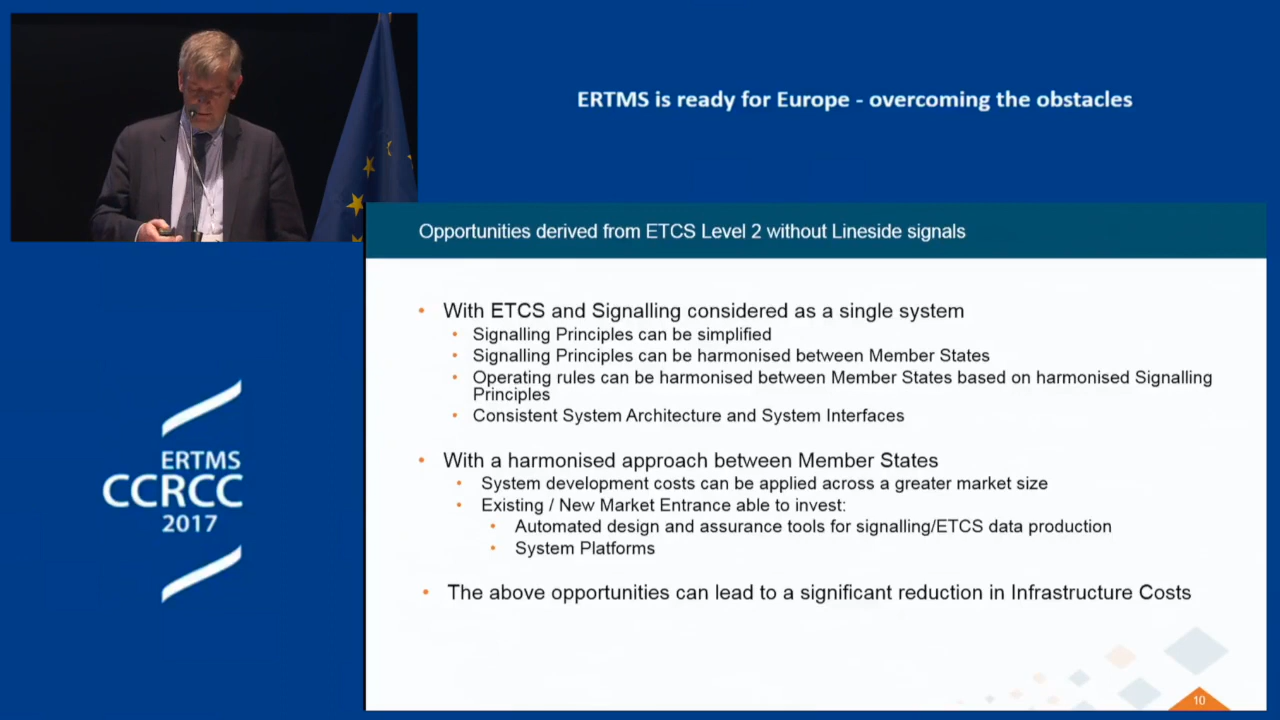 ERTMS is ready for Europe - overcoming the obstacles
Opportunities derived from ETCS Level 2 without Lineside signals
• With ETCS and Signalling considered as a single system
• Signalling Principles can be simplified
• Signalling Principles can be harmonised between Member States
• Operating rules can be harmonised between Member States based on harmonised Signalling
Principles
• Consistent System Architecture and System Interfaces
• With a harmonised approach between Member States
• System development costs can be applied across a greater market size
• Existing / New Market Entrance able to invest:
• Automated design and assurance tools for signalling/ETCS data production
• System Platforms
• The above opportunities can lead to a significant reduction in Infrastructure Costs
10
ERTMS
CCRCC
2017